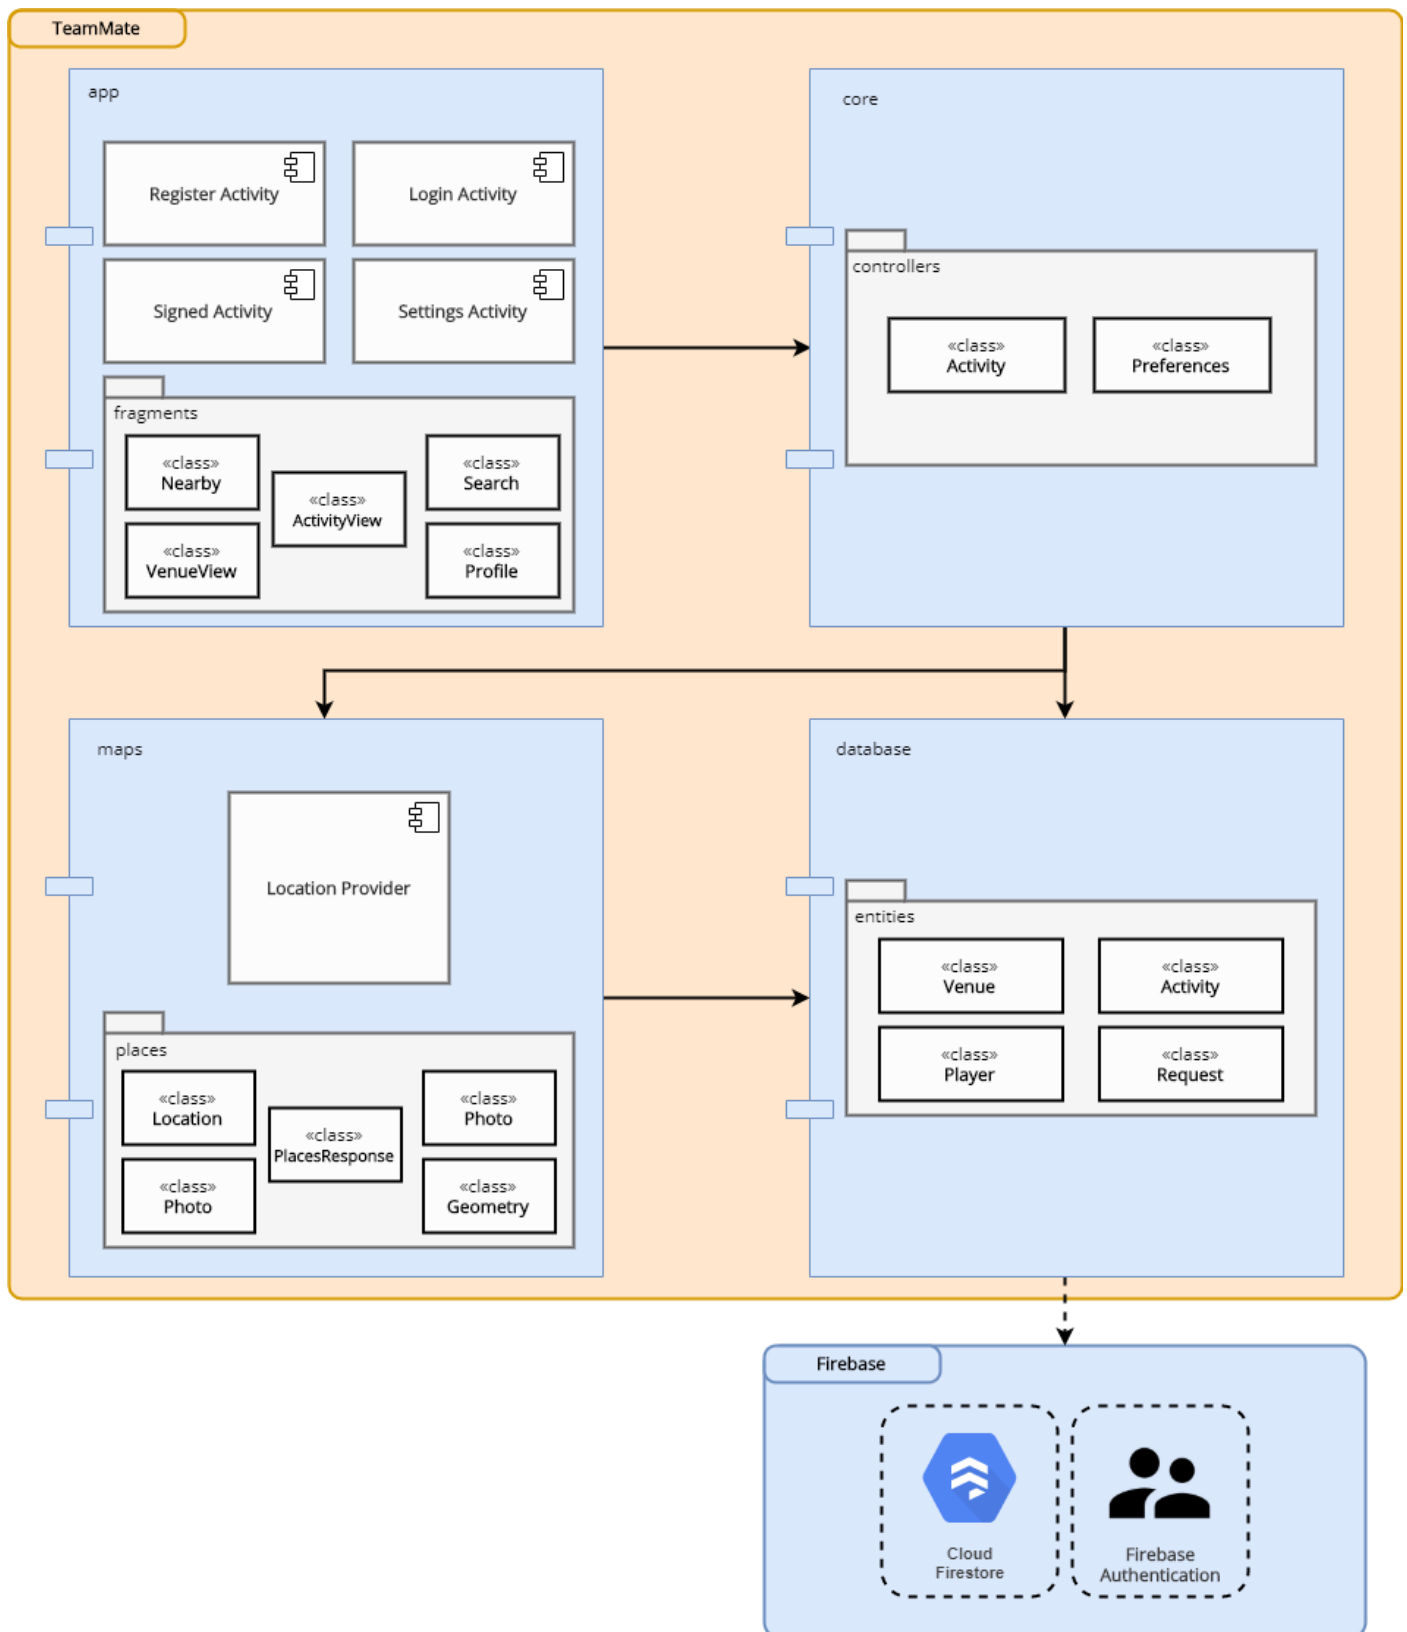 TeamMate
app
Register Activity
Login Activity
Signed Activity
Settings Activity
fragments
«class»
Nearby
«class»
ActivityView
«class»
Search
«class»
VenueView
«class»
Profile
core
controllers
«class»
Activity
«class»
Preferences
maps
Location Provider
places
«class»
Location
«class»
PlacesResponse
«class»
Photo
«class»
Photo
«class»
Geometry
database
entities
«class»
Venue
«class»
Activity
«class»
Player
«class»
Request
Firebase
Cloud
Firestore
Firebase
Authentication